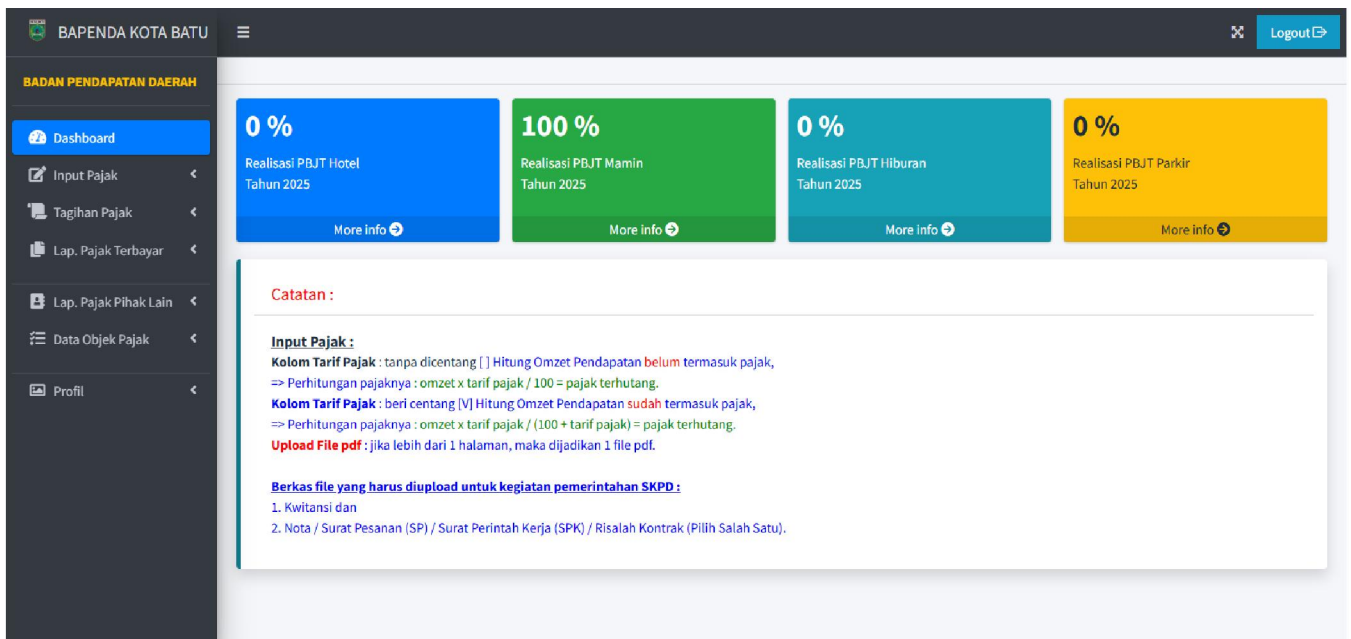 BAPENDA KOTA BATU
Logout
BADAN PENDAPATAN DAERAH
Dashboard
Input Pajak
Tagihan Pajak
Lap. Pajak Terbayar
Lap. Pajak Pihak Lain
Data Objek Pajak
Profil
0 %
Realisasi PBJT Hotel
Tahun 2025
More info
100 %
Realisasi PBJT Mamin
Tahun 2025
More info
0 %
Realisasi PBJT Hiburan
Tahun 2025
More info
0 %
Realisasi PBJT Parkir
Tahun 2025
More info
Catatan :
Input Pajak :
Kolom Tarif Pajak : tanpa dicentang [ ] Hitung Omzet Pendapatan belum termasuk pajak,
=> Perhitungan pajaknya : omzet x tarif pajak / 100 = pajak terhutang.
Kolom Tarif Pajak : beri centang [V] Hitung Omzet Pendapatan sudah termasuk pajak,
=> Perhitungan pajaknya : omzet x tarif pajak / (100 + tarif pajak) = pajak terhutang.
Upload File pdf : jika lebih dari 1 halaman, maka dijadikan 1 file pdf.
Berkas file yang harus diupload untuk kegiatan pemerintahan SKPD :
1. Kwitansi dan
2. Nota / Surat Pesanan (SP) / Surat Perintah Kerja (SPK) / Risalah Kontrak (Pilih Salah Satu).